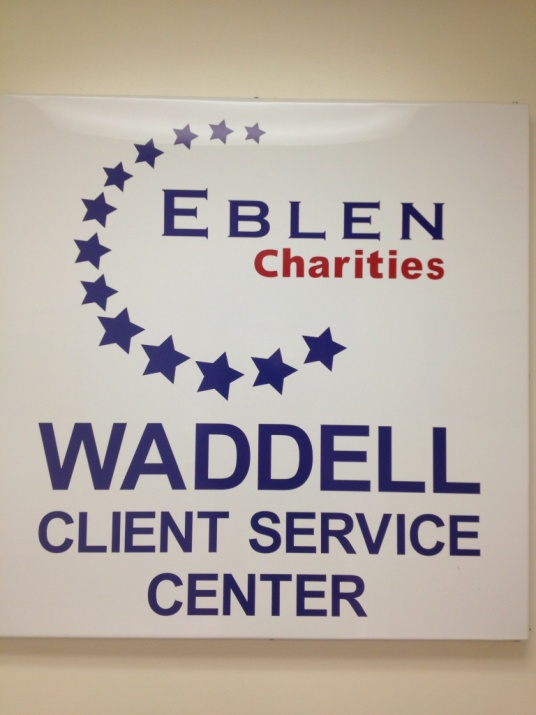 EBLEN
Charities
WADDELL
CLIENT SERVICE
CENTER